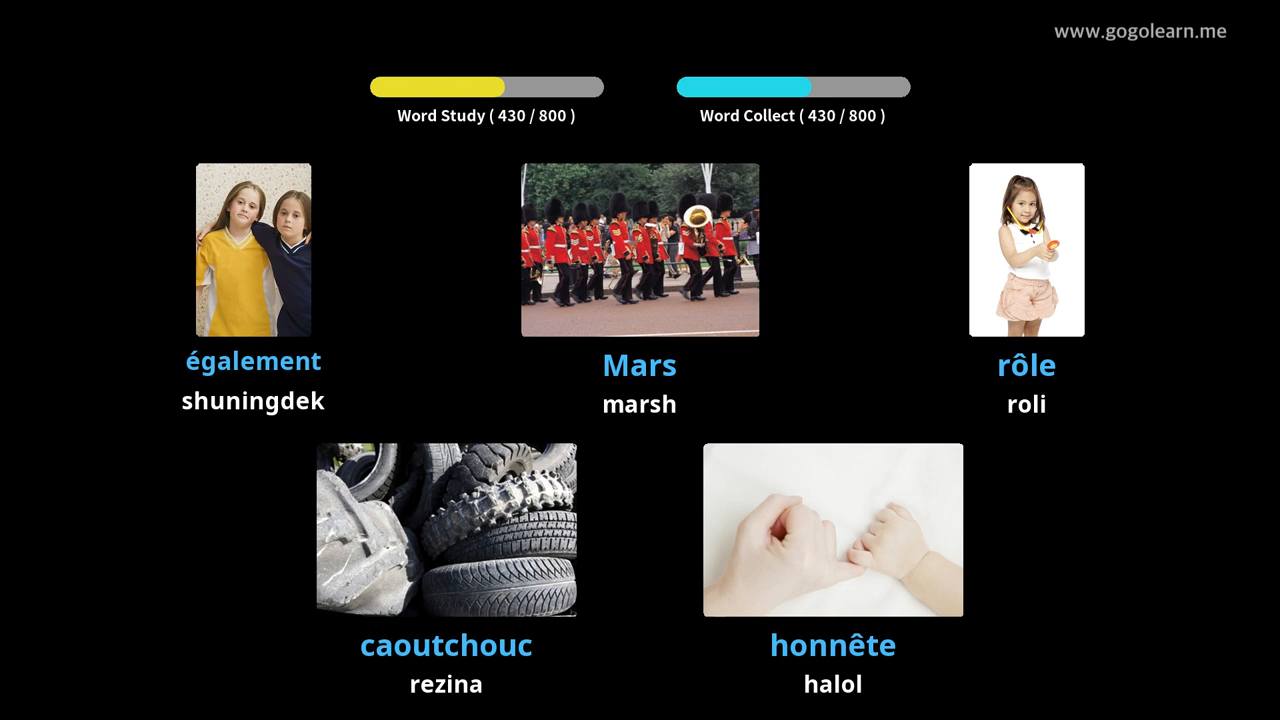 www.gogolearn.me
Word Study ( 430 / 800 )
Word Collect ( 430 / 800 )
également
shuningdek
Mars
marsh
rôle
roli
caoutchouc
rezina
honnête
halol